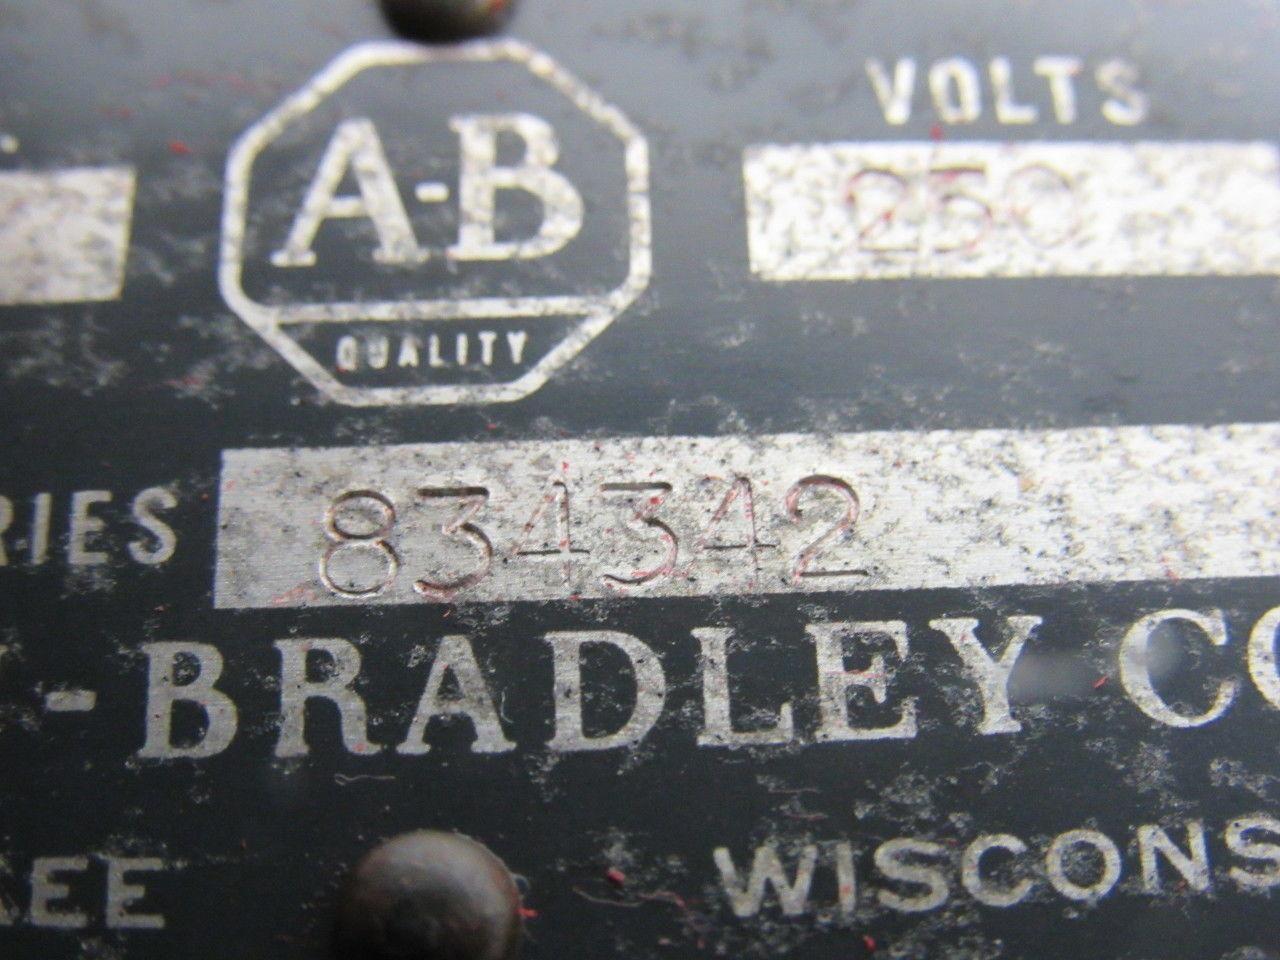 VOLTS
A-B
250
QUALITY
RIES 834342
-BRADLEY CO
EE WISCONS